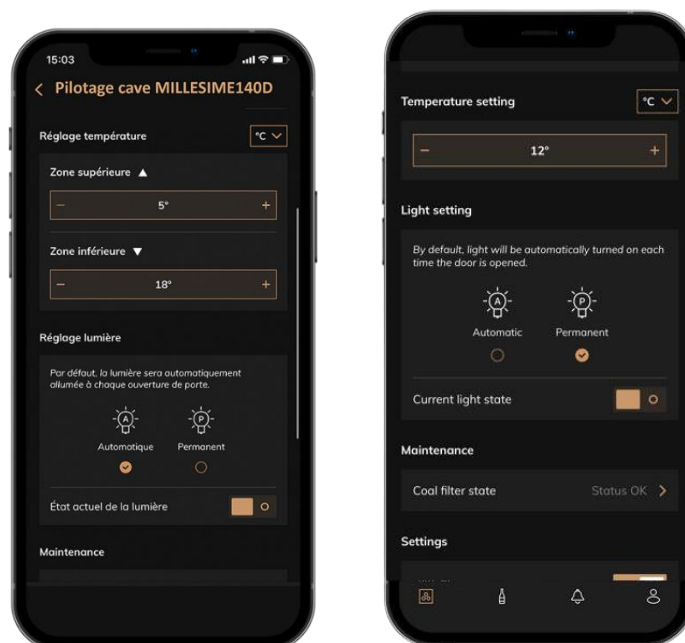 15:03
Pilotage cave MILLESIME140D
Réglage température
°C
Zone supérieure ▲
− 5° +
Zone inférieure ▼
− 18° +
Réglage lumière
Par défaut, la lumière sera automatiquement
allumée à chaque ouverture de porte.
A
P
Automatique
Permanent
État actuel de la lumière
Maintenance
Temperature setting
°C
− 12° +
Light setting
By default, light will be automatically turned on each
time the door is opened.
A
P
Automatic
Permanent
Current light state
Maintenance
Coal filter state
Status OK >
Settings